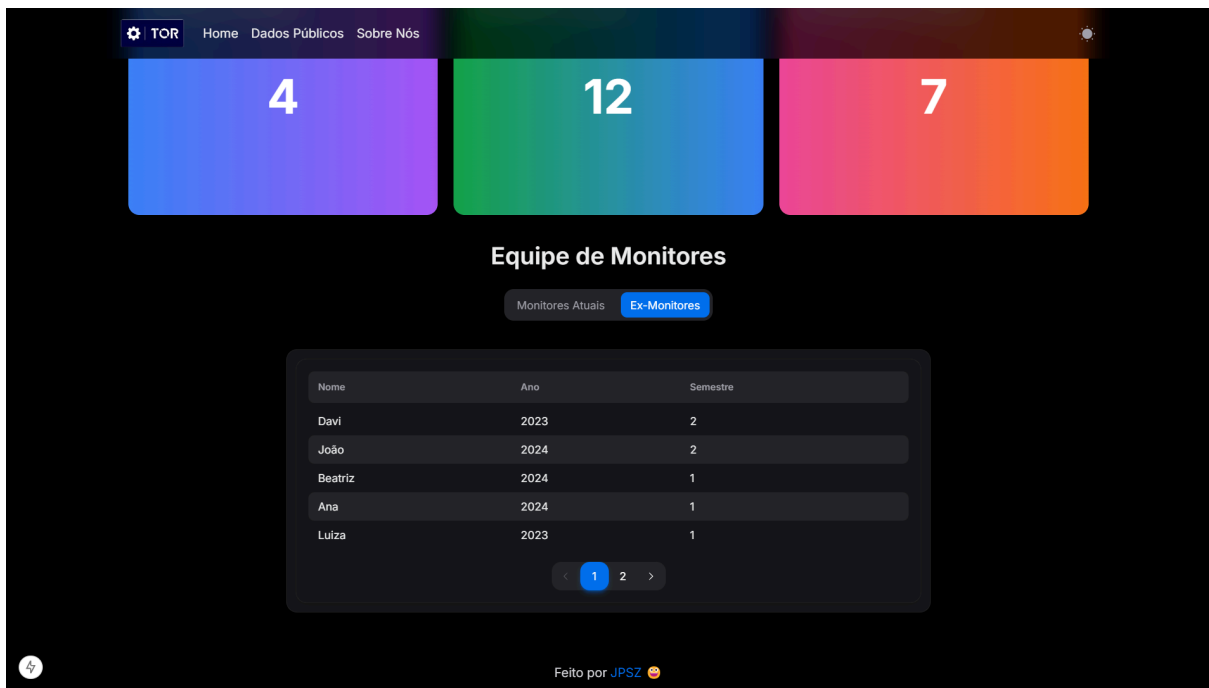 TOR Home Dados Públicos Sobre Nós
4 12 7
Equipe de Monitores
Monitores Atuais Ex-Monitores
Nome Ano Semestre
Davi 2023 2
João 2024 2
Beatriz 2024 1
Ana 2024 1
Luiza 2023 1
< 1 2 >
Feito por JPSZ 😀